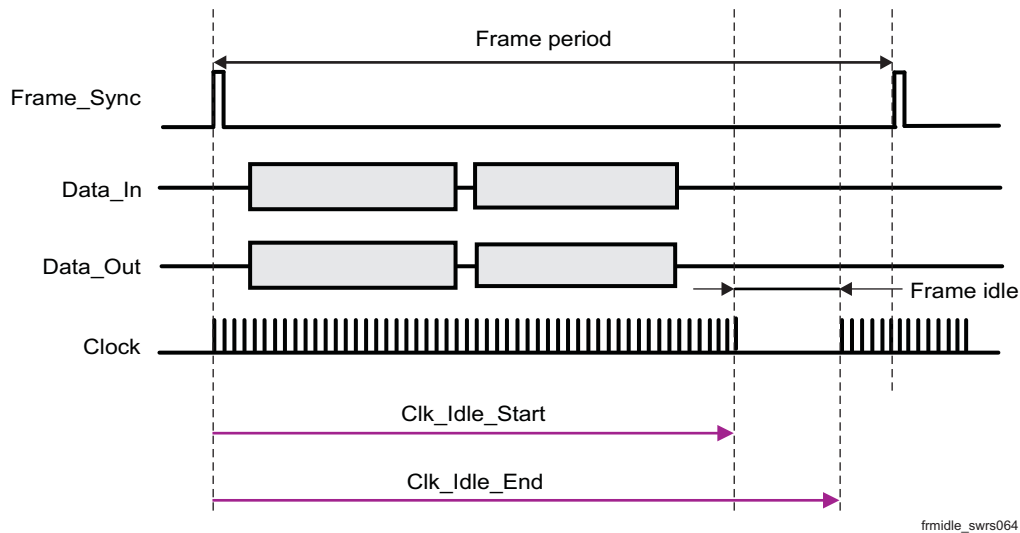 Frame period
Frame_Sync
Data_In
Data_Out
Frame idle
Clock
Clk_Idle_Start
Clk_Idle_End
frmidle_swrs064